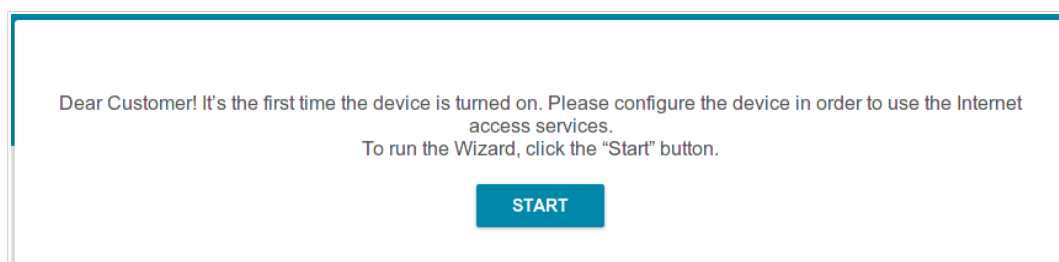 Dear Customer! It’s the first time the device is turned on. Please configure the device in order to use the Internet
access services.
To run the Wizard, click the “Start” button.
START